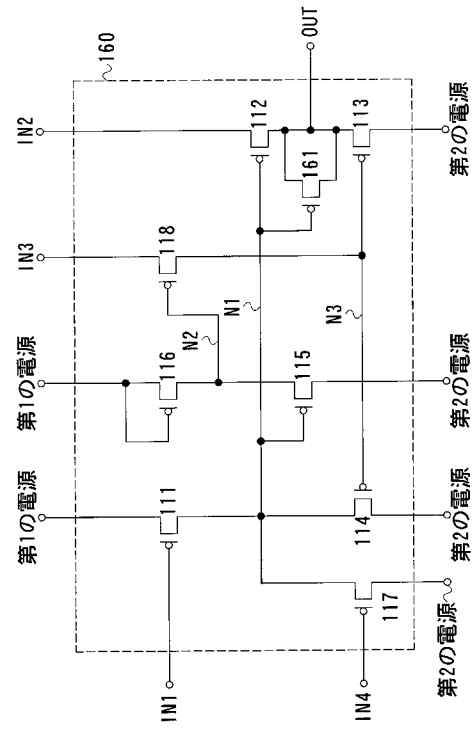 160
IN2
IN3
第1の電源
第1の電源
112
118
116
111
161
OUT
N1
N2
113
115
N3
114
117
IN1
IN4
第2の電源
第2の電源
第2の電源
第2の電源